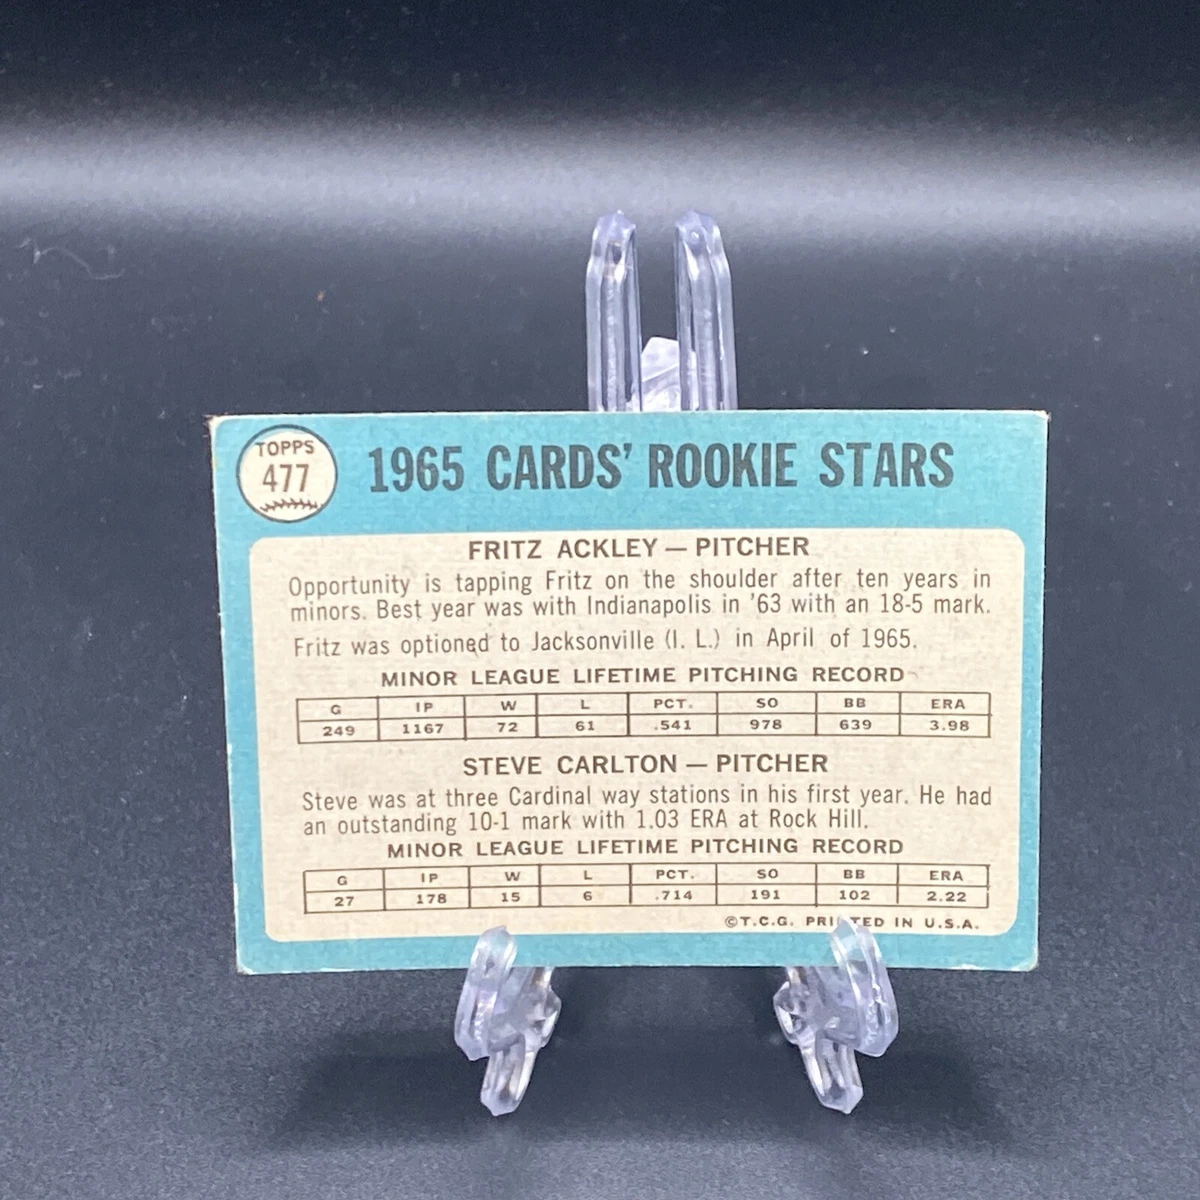 TOPPS
477
1965 CARDS' ROOKIE STARS
FRITZ ACKLEY — PITCHER
Opportunity is tapping Fritz on the shoulder after ten years in
minors. Best year was with Indianapolis in '63 with an 18-5 mark.
Fritz was optioned to Jacksonville (I. L.) in April of 1965.
MINOR LEAGUE LIFETIME PITCHING RECORD
G IP W L PCT. SO BB ERA
249 1167 72 61 .541 978 639 3.98
STEVE CARLTON — PITCHER
Steve was at three Cardinal way stations in his first year. He had
an outstanding 10-1 mark with 1.03 ERA at Rock Hill.
MINOR LEAGUE LIFETIME PITCHING RECORD
G IP W L PCT. SO BB ERA
27 178 15 6 .714 191 102 2.22
©T.C.G. PRINTED IN U.S.A.